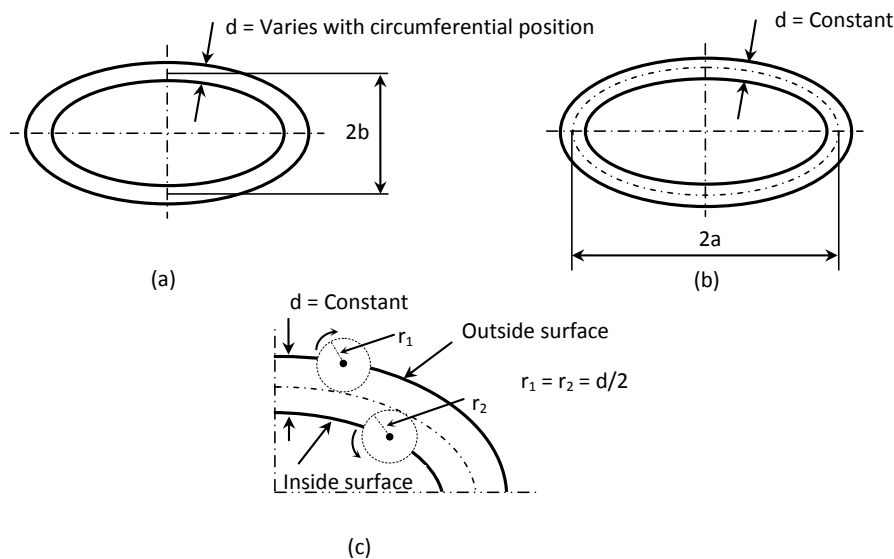 d = Varies with circumferential position
2b
(a)
d = Constant
2a
(b)
d = Constant
r₁
Outside surface
r₁ = r₂ = d/2
r₂
Inside surface
(c)